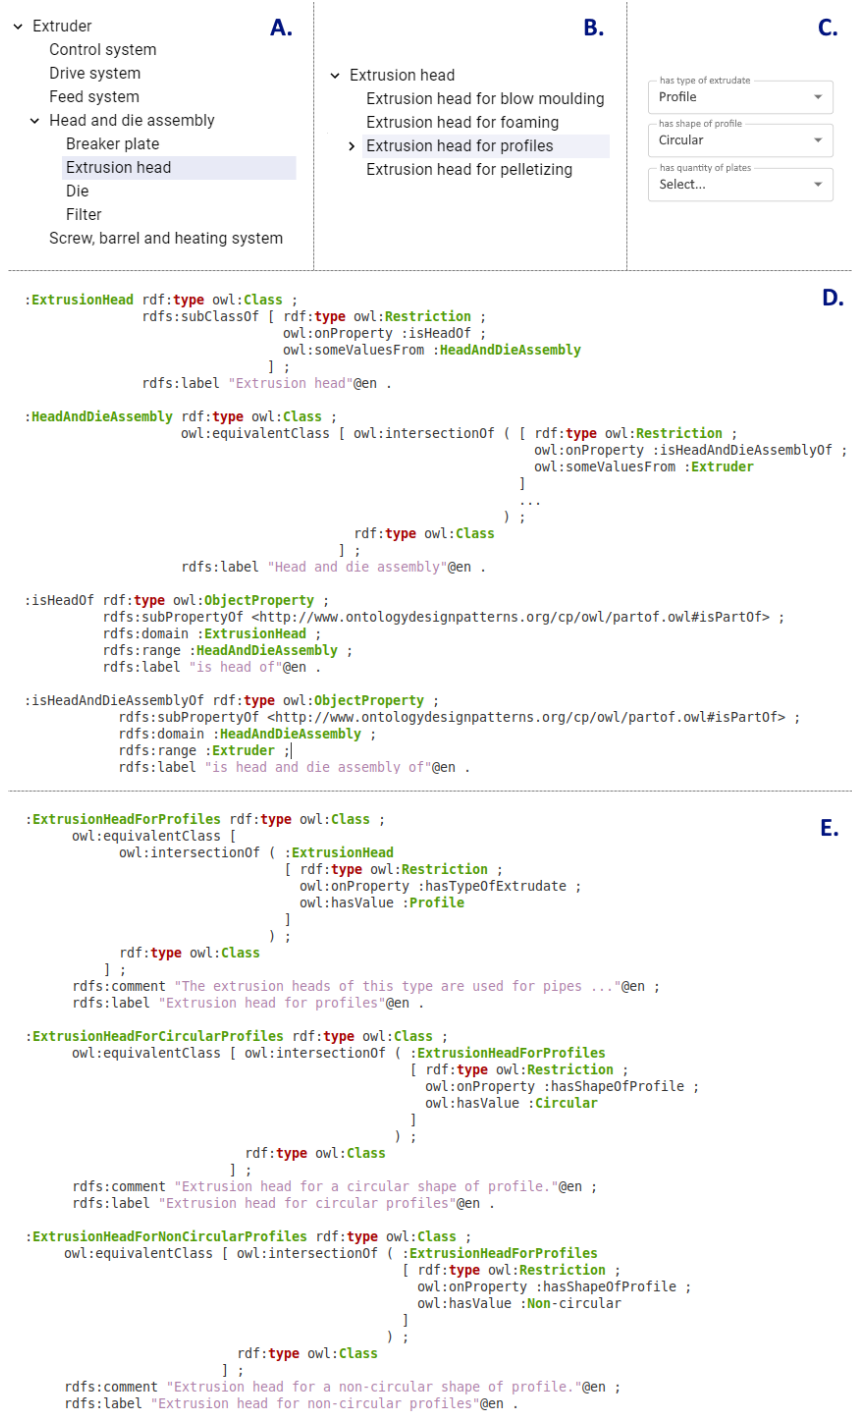 A.
Extruder
Control system
Drive system
Feed system
Head and die assembly
Breaker plate
Extrusion head
Die
Filter
Screw, barrel and heating system
B.
Extrusion head
Extrusion head for blow moulding
Extrusion head for foaming
Extrusion head for profiles
Extrusion head for pelletizing
C.
has type of extrudate
Profile
has shape of profile
Circular
has quantity of plates
Select...
D.
:ExtrusionHead rdf:type owl:Class ;
rdfs:subClassOf [ rdf:type owl:Restriction ;
owl:onProperty :isHeadOf ;
owl:someValuesFrom :HeadAndDieAssembly
] ;
rdfs:label "Extrusion head"@en .
:HeadAndDieAssembly rdf:type owl:Class ;
owl:equivalentClass [ owl:intersectionOf ( [ rdf:type owl:Restriction ;
owl:onProperty :isHeadAndDieAssemblyOf ;
owl:someValuesFrom :Extruder
]
...
) ;
rdf:type owl:Class
] ;
rdfs:label "Head and die assembly"@en .
:isHeadOf rdf:type owl:ObjectProperty ;
rdfs:subPropertyOf <http://www.ontologydesignpatterns.org/cp/owl/partof.owl#isPartOf> ;
rdfs:domain :ExtrusionHead ;
rdfs:range :HeadAndDieAssembly ;
rdfs:label "is head of"@en .
:isHeadAndDieAssemblyOf rdf:type owl:ObjectProperty ;
rdfs:subPropertyOf <http://www.ontologydesignpatterns.org/cp/owl/partof.owl#isPartOf> ;
rdfs:domain :HeadAndDieAssembly ;
rdfs:range :Extruder ;
rdfs:label "is head and die assembly of"@en .
E.
:ExtrusionHeadForProfiles rdf:type owl:Class ;
owl:equivalentClass [
owl:intersectionOf ( :ExtrusionHead
[ rdf:type owl:Restriction ;
owl:onProperty :hasTypeOfExtrudate ;
owl:hasValue :Profile
]
) ;
rdf:type owl:Class
] ;
rdfs:comment "The extrusion heads of this type are used for pipes ..."@en ;
rdfs:label "Extrusion head for profiles"@en .
:ExtrusionHeadForCircularProfiles rdf:type owl:Class ;
owl:equivalentClass [ owl:intersectionOf ( :ExtrusionHeadForProfiles
[ rdf:type owl:Restriction ;
owl:onProperty :hasShapeOfProfile ;
owl:hasValue :Circular
]
) ;
rdf:type owl:Class
] ;
rdfs:comment "Extrusion head for a circular shape of profile."@en ;
rdfs:label "Extrusion head for circular profiles"@en .
:ExtrusionHeadForNonCircularProfiles rdf:type owl:Class ;
owl:equivalentClass [ owl:intersectionOf ( :ExtrusionHeadForProfiles
[ rdf:type owl:Restriction ;
owl:onProperty :hasShapeOfProfile ;
owl:hasValue :Non-circular
]
) ;
rdf:type owl:Class
] ;
rdfs:comment "Extrusion head for a non-circular shape of profile."@en ;
rdfs:label "Extrusion head for non-circular profiles"@en .